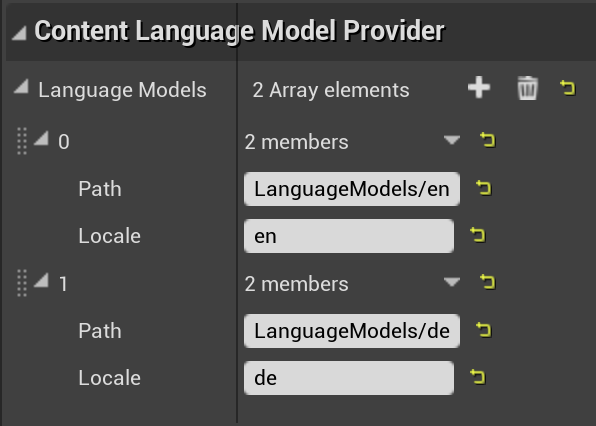 Content Language Model Provider
Language Models 2 Array elements
0 2 members
Path LanguageModels/en
Locale en
1 2 members
Path LanguageModels/de
Locale de